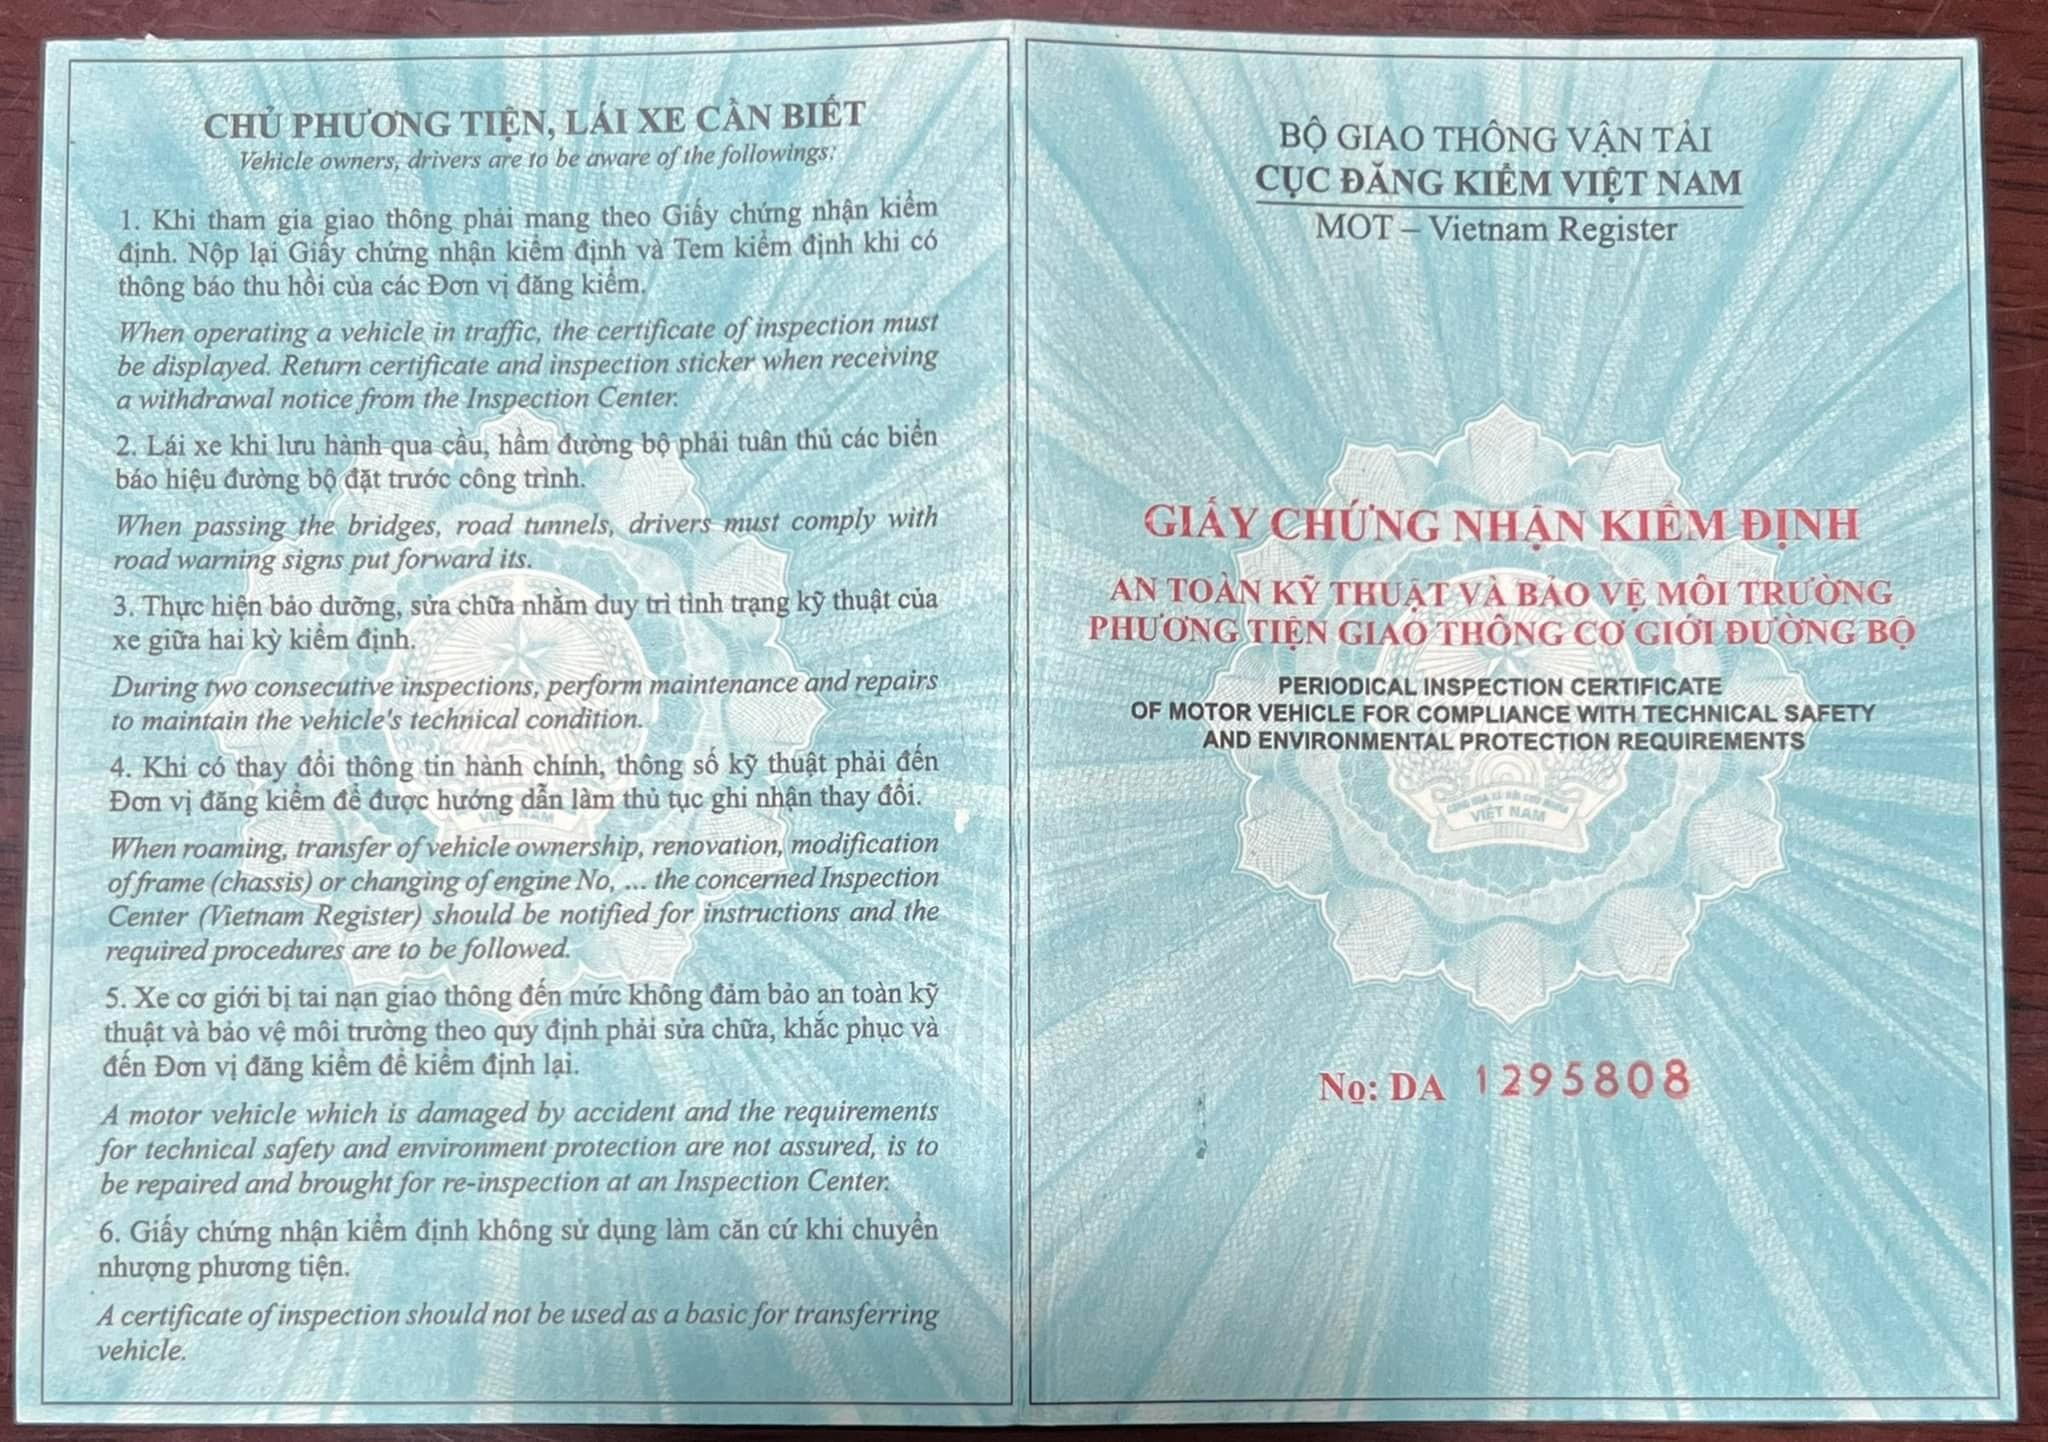 CHỦ PHƯƠNG TIỆN, LÁI XE CẦN BIẾT
Vehicle owners, drivers are to be aware of the followings:
1. Khi tham gia giao thông phải mang theo Giấy chứng nhận kiểm
định. Nộp lại Giấy chứng nhận kiểm định và Tem kiểm định khi có
thông báo thu hồi của các Đơn vị đăng kiểm.
When operating a vehicle in traffic, the certificate of inspection must
be displayed. Return certificate and inspection sticker when receiving
a withdrawal notice from the Inspection Center.
2. Lái xe khi lưu hành qua cầu, hầm đường bộ phải tuân thủ các biển
báo hiệu đường bộ đặt trước công trình.
When passing the bridges, road tunnels, drivers must comply with
road warning signs put forward its.
3. Thực hiện bảo dưỡng, sửa chữa nhằm duy trì tình trạng kỹ thuật của
xe giữa hai kỳ kiểm định.
During two consecutive inspections, perform maintenance and repairs
to maintain the vehicle's technical condition.
4. Khi có thay đổi thông tin hành chính, thông số kỹ thuật phải đến
Đơn vị đăng kiểm để được hướng dẫn làm thủ tục ghi nhận thay đổi.
When roaming, transfer of vehicle ownership, renovation, modification
of frame (chassis) or changing of engine No, ... the concerned Inspection
Center (Vietnam Register) should be notified for instructions and the
required procedures are to be followed.
5. Xe cơ giới bị tai nạn giao thông đến mức không đảm bảo an toàn kỹ
thuật và bảo vệ môi trường theo quy định phải sửa chữa, khắc phục và
đến Đơn vị đăng kiểm để kiểm định lại.
A motor vehicle which is damaged by accident and the requirements
for technical safety and environment protection are not assured, is to
be repaired and brought for re-inspection at an Inspection Center.
6. Giấy chứng nhận kiểm định không sử dụng làm căn cứ khi chuyển
nhượng phương tiện.
A certificate of inspection should not be used as a basic for transferring
vehicle.
BỘ GIAO THÔNG VẬN TẢI
CỤC ĐĂNG KIỂM VIỆT NAM
MOT – Vietnam Register
GIẤY CHỨNG NHẬN KIỂM ĐỊNH
AN TOÀN KỸ THUẬT VÀ BẢO VỆ MÔI TRƯỜNG
PHƯƠNG TIỆN GIAO THÔNG CƠ GIỚI ĐƯỜNG BỘ
PERIODICAL INSPECTION CERTIFICATE
OF MOTOR VEHICLE FOR COMPLIANCE WITH TECHNICAL SAFETY
AND ENVIRONMENTAL PROTECTION REQUIREMENTS
CỘNG HÒA XÃ HỘI CHỦ NGHĨA
VIỆT NAM
No: DA 1295808